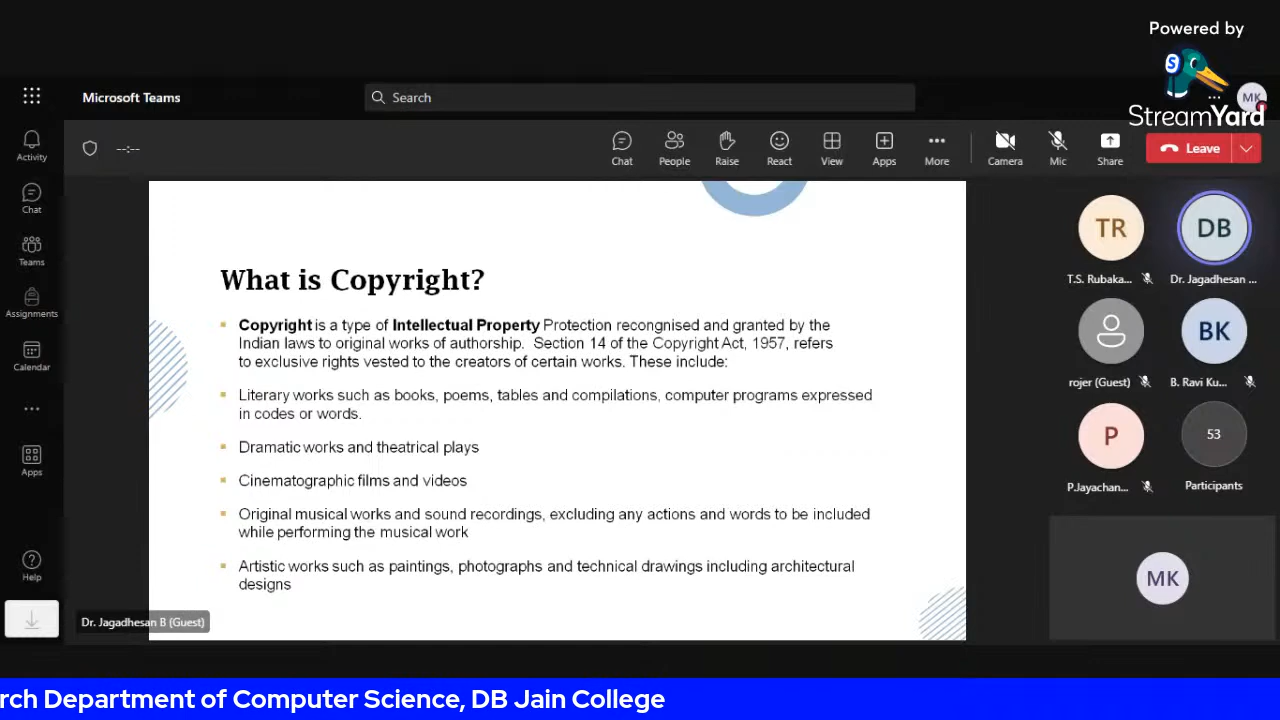 Powered by
StreamYard
Microsoft Teams
Search
MK
Activity
Chat
Teams
Assignments
Calendar
Apps
Help
--:--
Chat
People
Raise
React
View
Apps
More
Camera
Mic
Share
Leave
What is Copyright?
Copyright is a type of Intellectual Property Protection recongnised and granted by the
Indian laws to original works of authorship. Section 14 of the Copyright Act, 1957, refers
to exclusive rights vested to the creators of certain works. These include:
Literary works such as books, poems, tables and compilations, computer programs expressed
in codes or words.
Dramatic works and theatrical plays
Cinematographic films and videos
Original musical works and sound recordings, excluding any actions and words to be included
while performing the musical work
Artistic works such as paintings, photographs and technical drawings including architectural
designs
Dr. Jagadhesan B (Guest)
TR
T.S. Rubaka...
DB
Dr. Jagadhesan ...
rojer (Guest)
BK
B. Ravi Ku...
P
P.Jayachan...
53
Participants
MK
rch Department of Computer Science, DB Jain College